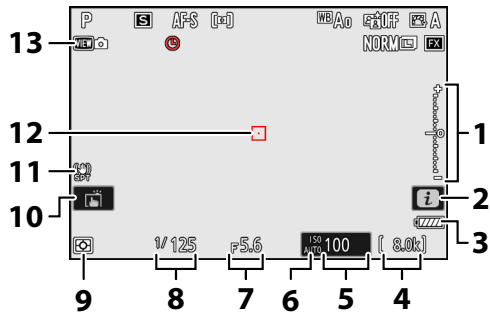 P S AF-S WB A0 OFF A
13 VIEW NORM FX
12 1
11 SPT
10 i 2
3
1/125 F5.6 ISO AUTO 100 [ 8.0k]
9 8 7 6 5 4